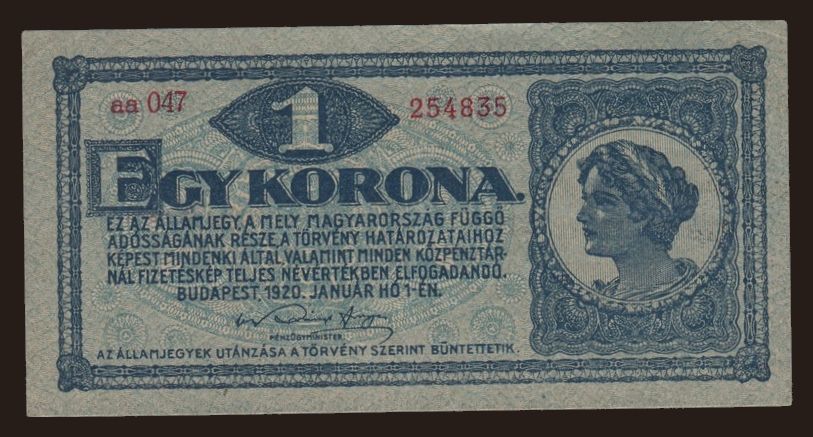 aa 047
254835
1
EGY KORONA.
EZ AZ ÁLLAMJEGY, A MELY MAGYARORSZÁG FÜGGŐ
ADÓSSÁGÁNAK RÉSZE, A TÖRVÉNY HATÁROZATAIHOZ
KÉPEST MINDENKI ÁLTAL VALAMINT MINDEN KÖZPÉNZTÁR-
NÁL FIZETÉSKÉP TELJES NÉVÉRTÉKBEN ELFOGADANDÓ.
BUDAPEST, 1920. JANUÁR HÓ 1-ÉN.
PÉNZÜGYMINISTER.
AZ ÁLLAMJEGYEK UTÁNZÁSA A TÖRVÉNY SZERINT BÜNTETTETIK.